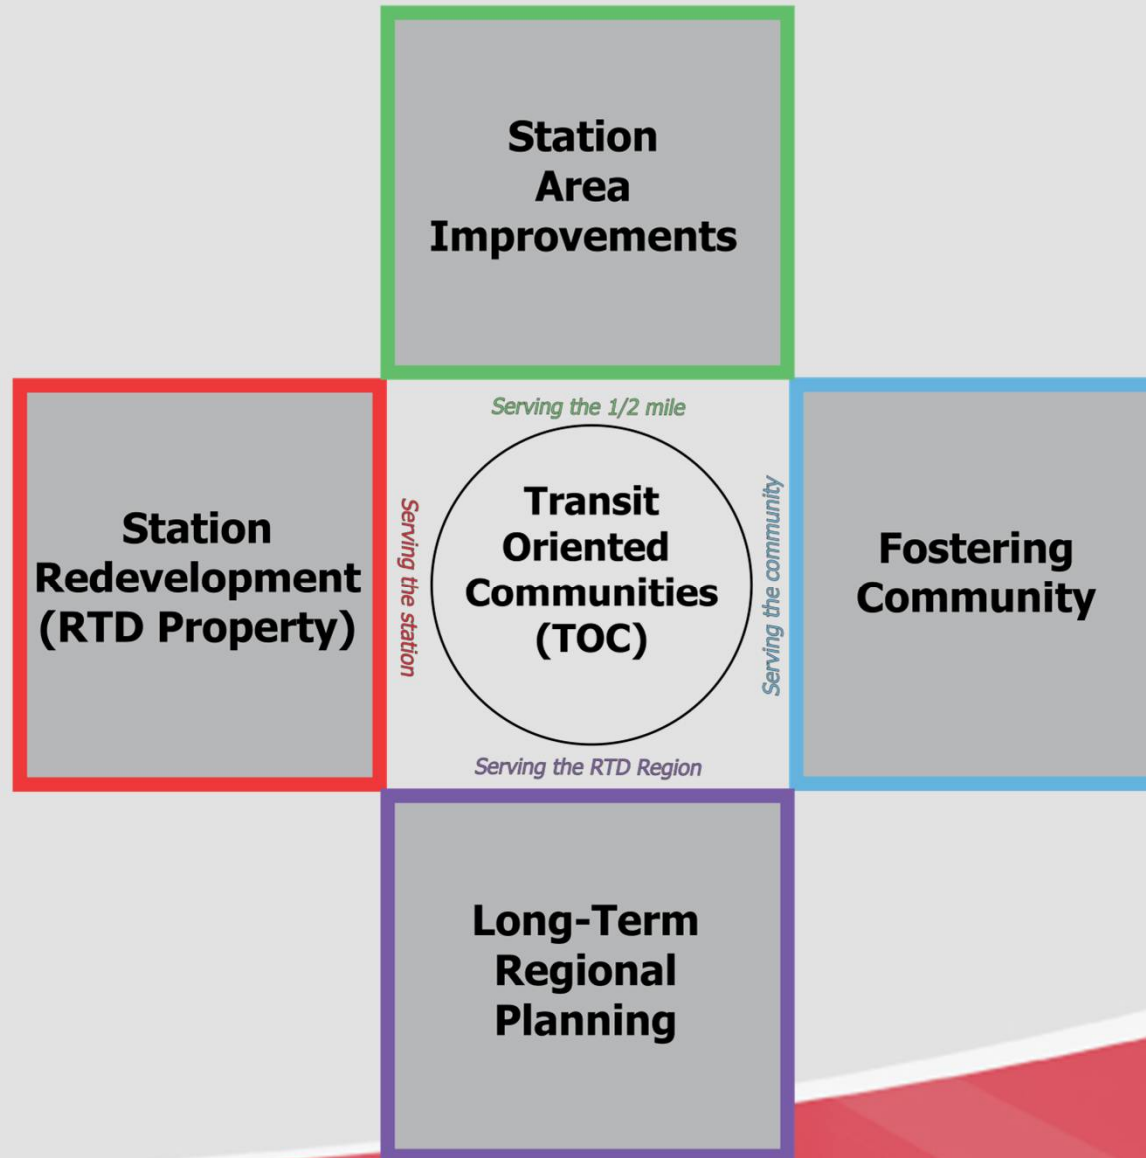 Station
Area
Improvements
Serving the 1/2 mile
Station
Redevelopment
(RTD Property)
Serving the station
Transit
Oriented
Communities
(TOC)
Serving the community
Fostering
Community
Serving the RTD Region
Long-Term
Regional
Planning